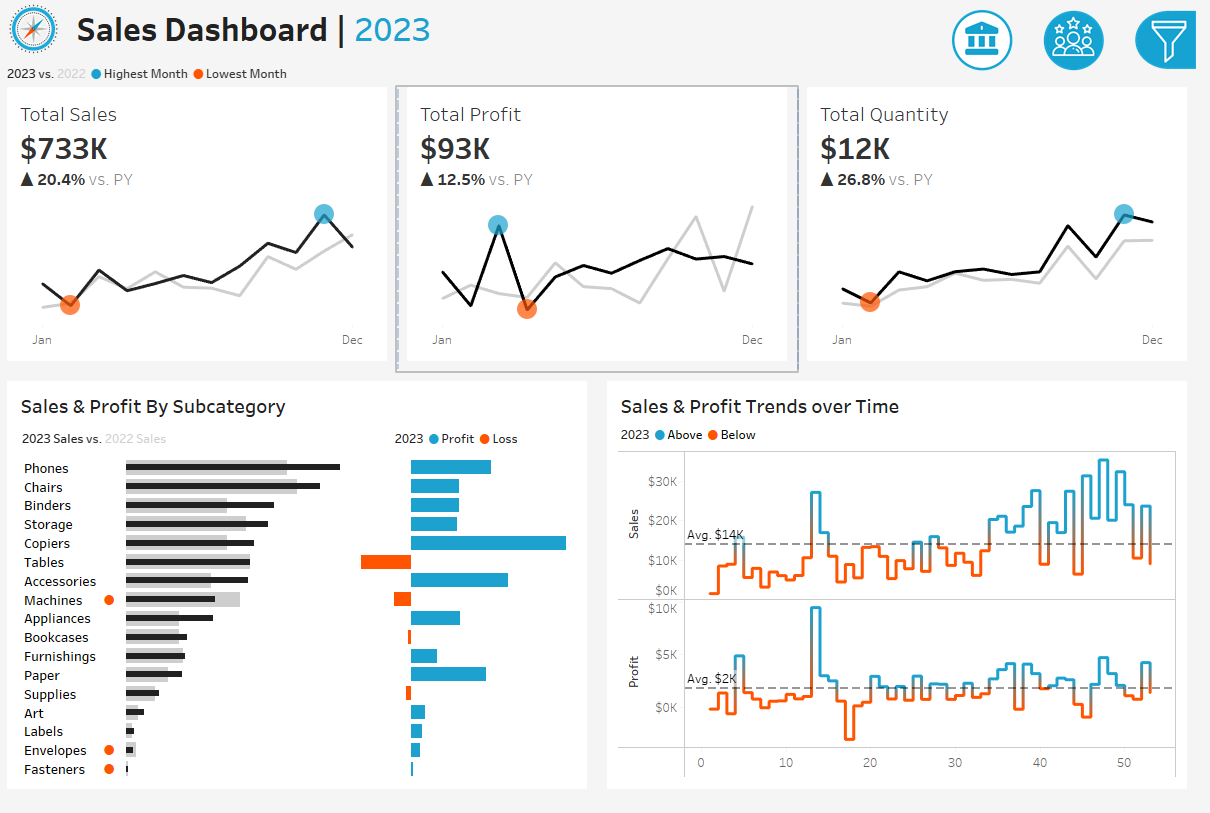 Sales Dashboard | 2023
2023 vs. 2022 Highest Month Lowest Month
Total Sales
$733K
▲ 20.4% vs. PY
Jan Dec
Total Profit
$93K
▲ 12.5% vs. PY
Jan Dec
Total Quantity
$12K
▲ 26.8% vs. PY
Jan Dec
Sales & Profit By Subcategory
2023 Sales vs. 2022 Sales
2023 Profit Loss
Phones
Chairs
Binders
Storage
Copiers
Tables
Accessories
Machines
Appliances
Bookcases
Furnishings
Paper
Supplies
Art
Labels
Envelopes
Fasteners
Sales & Profit Trends over Time
2023 Above Below
Sales
$30K
$20K
$10K
$0K
Avg. $14K
Profit
$10K
$5K
$0K
Avg. $2K
0 10 20 30 40 50